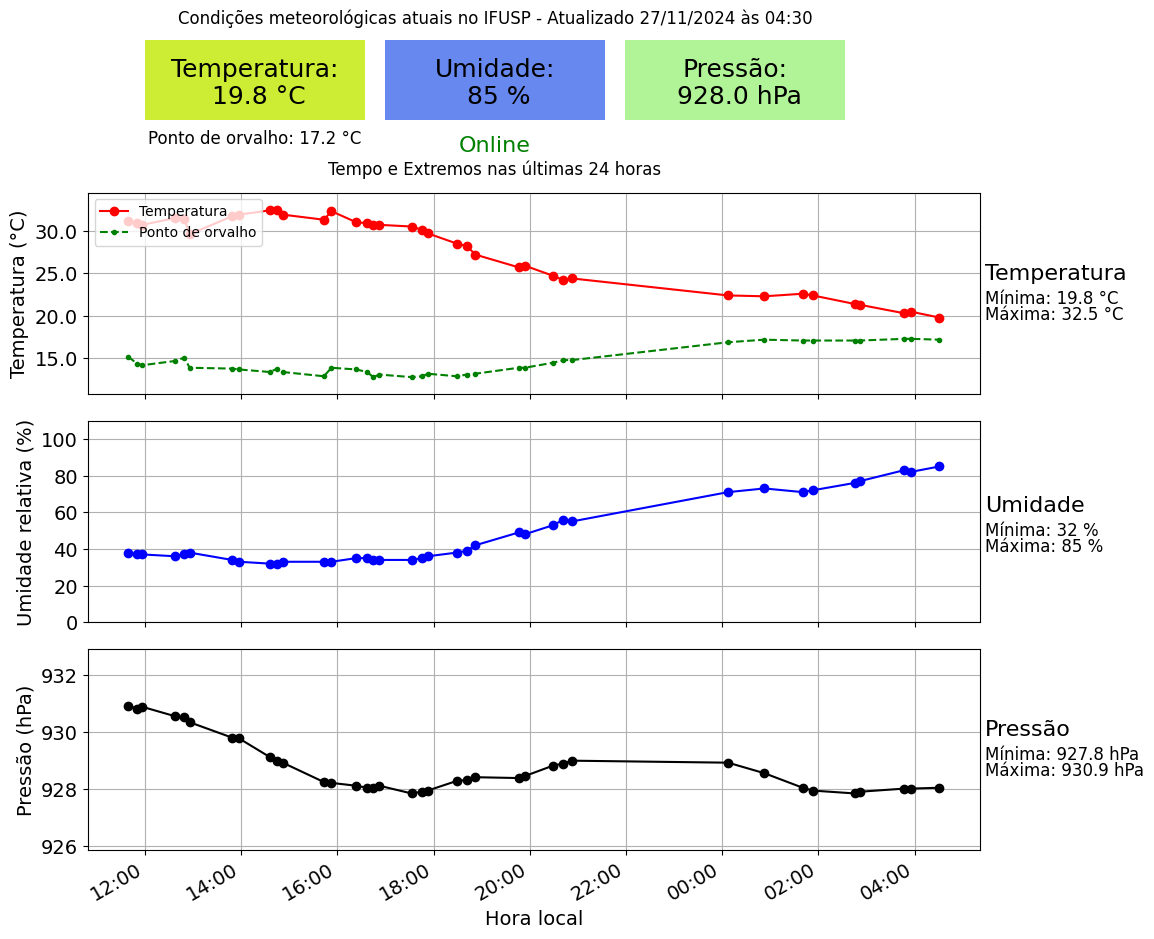 Condições meteorológicas atuais no IFUSP - Atualizado 27/11/2024 às 04:30
Temperatura:
19.8 °C
Umidade:
85 %
Pressão:
928.0 hPa
Ponto de orvalho: 17.2 °C
Online
Tempo e Extremos nas últimas 24 horas
Temperatura (°C)
30.0
25.0
20.0
15.0
Temperatura
Ponto de orvalho
Temperatura
Mínima: 19.8 °C
Máxima: 32.5 °C
Umidade relativa (%)
100
80
60
40
20
0
Umidade
Mínima: 32 %
Máxima: 85 %
Pressão (hPa)
932
930
928
926
Pressão
Mínima: 927.8 hPa
Máxima: 930.9 hPa
12:00
14:00
16:00
18:00
20:00
22:00
00:00
02:00
04:00
Hora local